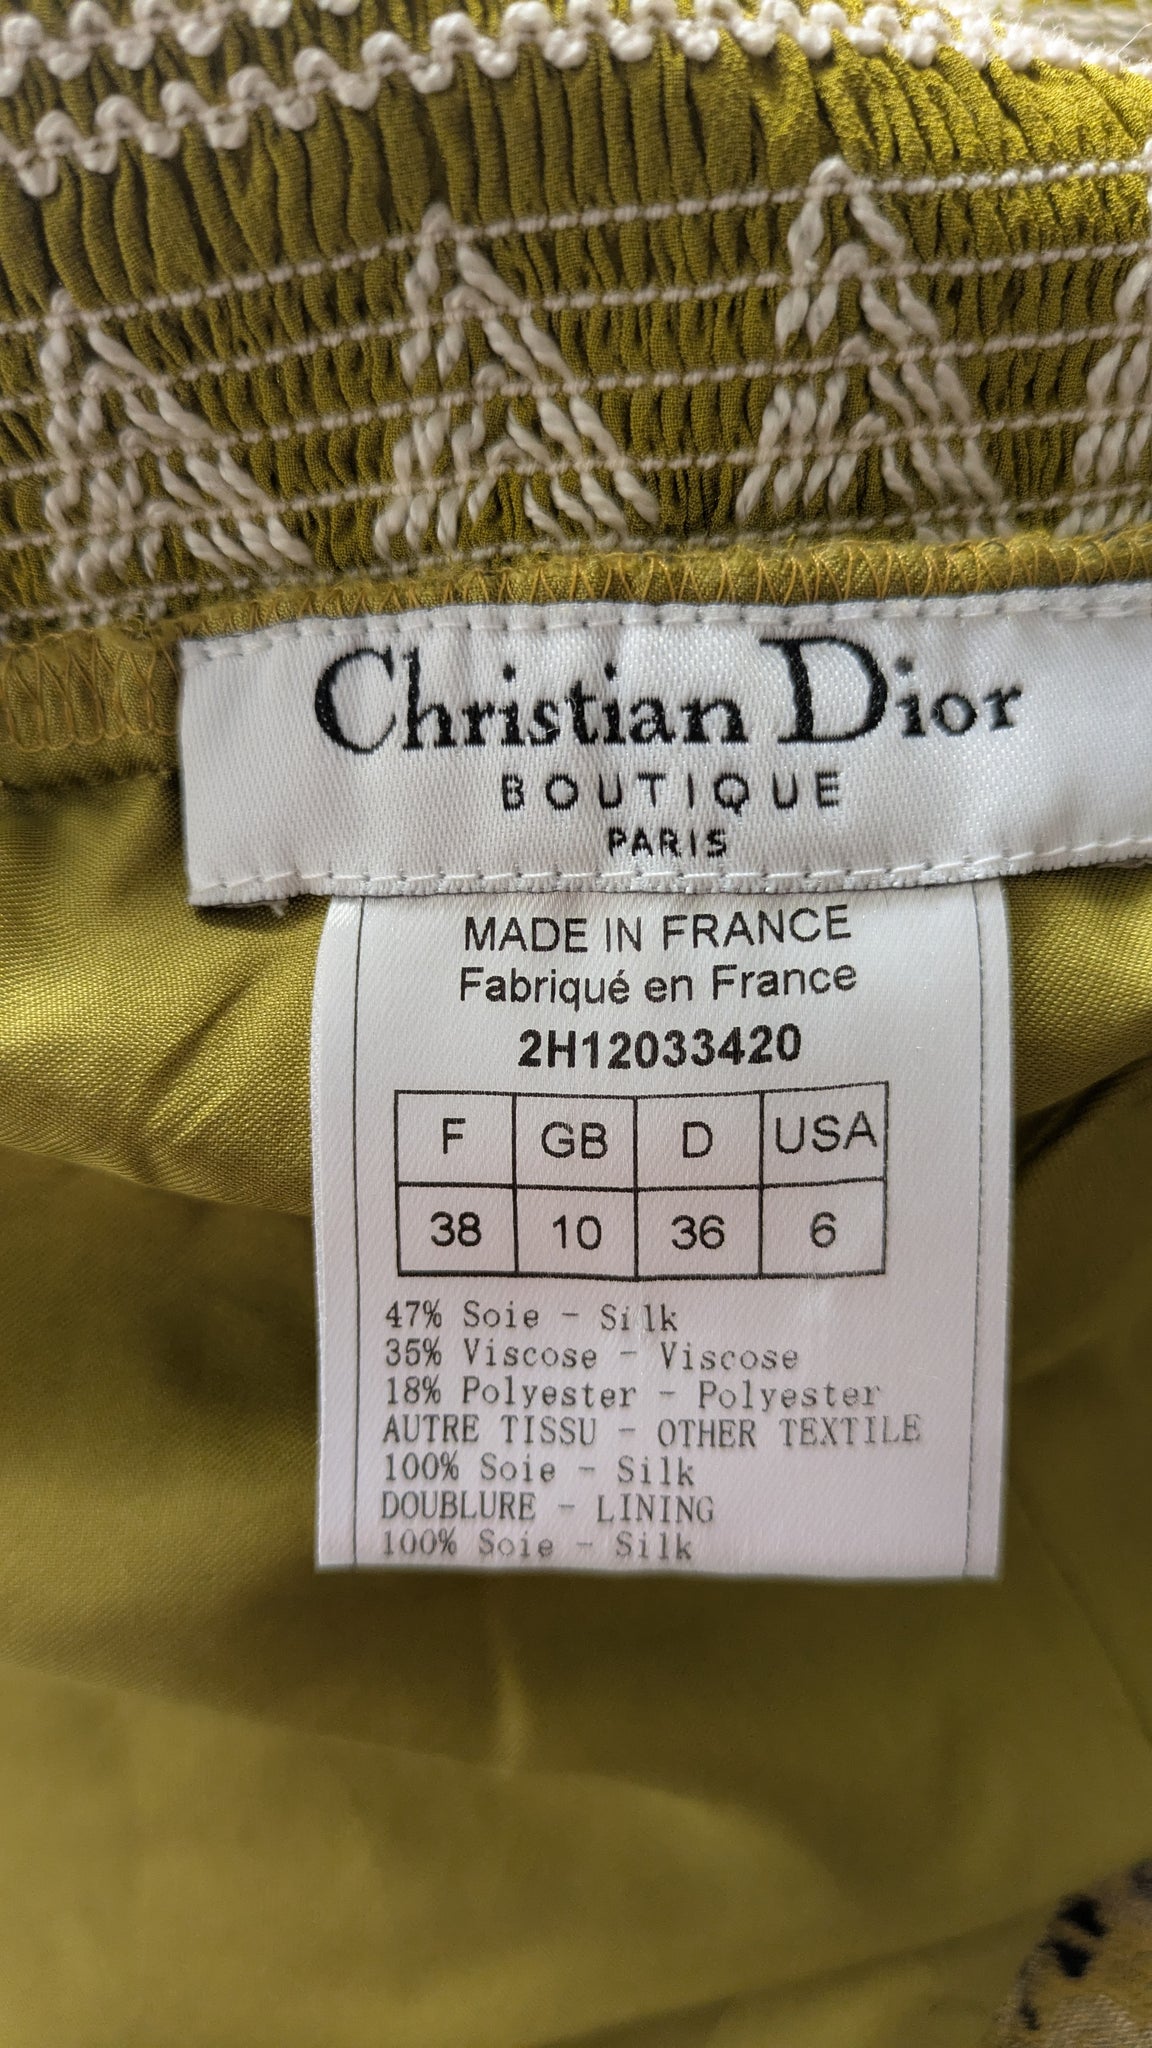 Christian Dior
BOUTIQUE
PARIS
MADE IN FRANCE
Fabriqué en France
2H12033420
F GB D USA
38 10 36 6
47% Soie - Silk
35% Viscose - Viscose
18% Polyester - Polyester
AUTRE TISSU - OTHER TEXTILE
100% Soie - Silk
DOUBLURE - LINING
100% Soie - Silk